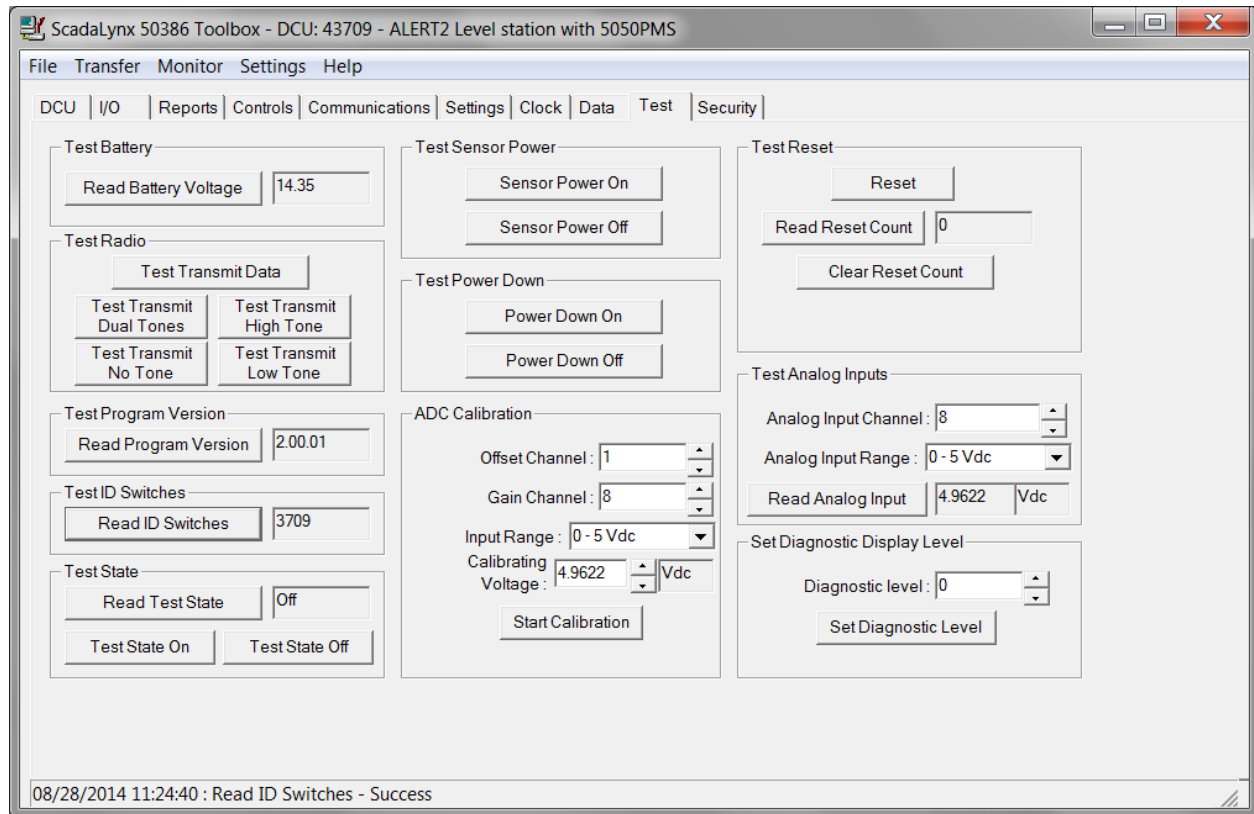 ScadaLynx 50386 Toolbox - DCU: 43709 - ALERT2 Level station with 5050PMS
File Transfer Monitor Settings Help
DCU I/O Reports Controls Communications Settings Clock Data Test Security
Test Battery
Read Battery Voltage 14.35
Test Radio
Test Transmit Data
Test Transmit Dual Tones
Test Transmit High Tone
Test Transmit No Tone
Test Transmit Low Tone
Test Program Version
Read Program Version 2.00.01
Test ID Switches
Read ID Switches 3709
Test State
Read Test State Off
Test State On Test State Off
Test Sensor Power
Sensor Power On
Sensor Power Off
Test Power Down
Power Down On
Power Down Off
ADC Calibration
Offset Channel : 1
Gain Channel : 8
Input Range : 0 - 5 Vdc
Calibrating Voltage : 4.9622 Vdc
Start Calibration
Test Reset
Reset
Read Reset Count 0
Clear Reset Count
Test Analog Inputs
Analog Input Channel : 8
Analog Input Range : 0 - 5 Vdc
Read Analog Input 4.9622 Vdc
Set Diagnostic Display Level
Diagnostic level : 0
Set Diagnostic Level
08/28/2014 11:24:40 : Read ID Switches - Success